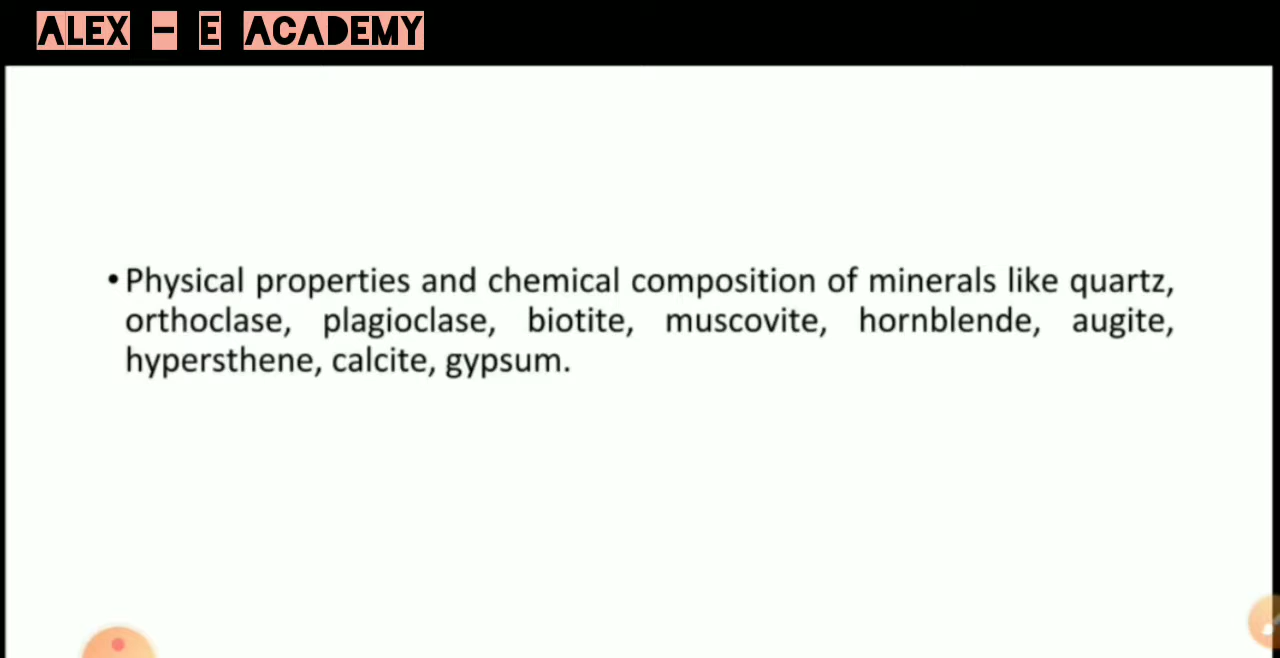 ALEX - E ACADEMY
• Physical properties and chemical composition of minerals like quartz,
orthoclase, plagioclase, biotite, muscovite, hornblende, augite,
hypersthene, calcite, gypsum.